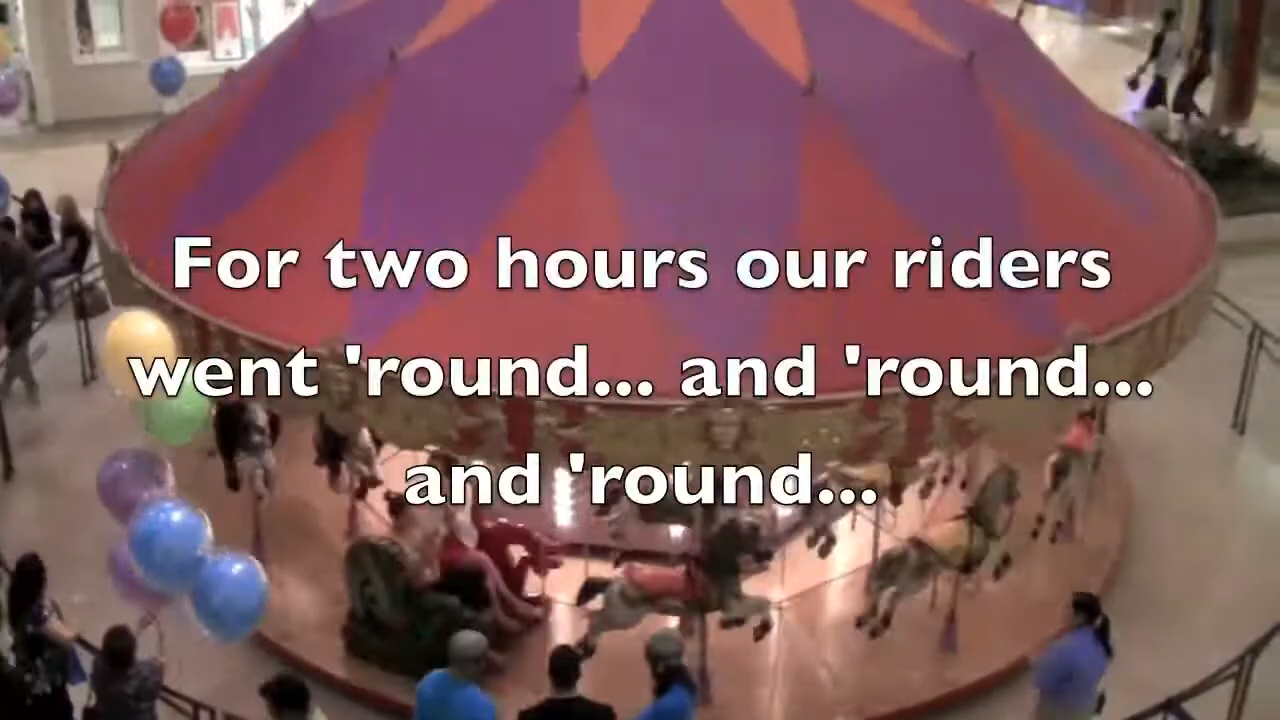 For two hours our riders
went 'round... and 'round...
and 'round...